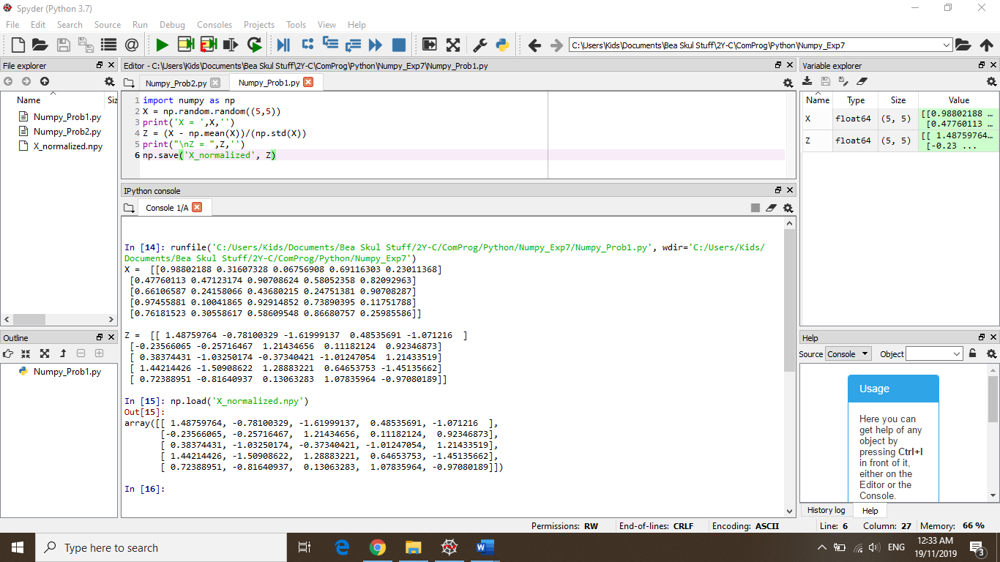 Spyder (Python 3.7)
File Edit Search Source Run Debug Consoles Projects Tools View Help
C:\Users\Kids\Documents\Bea Skul Stuff\2Y-C\ComProg\Python\Numpy_Exp7
File explorer
Name Siz
Numpy_Prob1.py
Numpy_Prob2.py
X_normalized.npy
Outline
Numpy_Prob1.py
Editor - C:\Users\Kids\Documents\Bea Skul Stuff\2Y-C\ComProg\Python\Numpy_Exp7\Numpy_Prob1.py
Numpy_Prob2.py Numpy_Prob1.py
1 import numpy as np
2 X = np.random.random((5,5))
3 print('X = ',X,'')
4 Z = (X - np.mean(X))/(np.std(X))
5 print("\nZ = ",Z,'')
6 np.save('X_normalized', Z)
IPython console
Console 1/A
In [14]: runfile('C:/Users/Kids/Documents/Bea Skul Stuff/2Y-C/ComProg/Python/Numpy_Exp7/Numpy_Prob1.py', wdir='C:/Users/Kids/
Documents/Bea Skul Stuff/2Y-C/ComProg/Python/Numpy_Exp7')
X =  [[0.98802188 0.31607328 0.06756908 0.69116303 0.23011368]
 [0.47760113 0.47123174 0.90708624 0.58052358 0.82092963]
 [0.66106587 0.24158066 0.43680215 0.24751381 0.90708287]
 [0.97455881 0.10041865 0.92914852 0.73890395 0.11751788]
 [0.76181523 0.30558617 0.58609548 0.86680757 0.25985586]]
Z =  [[ 1.48759764 -0.78100329 -1.61999137  0.48535691 -1.071216  ]
 [-0.23566065 -0.25716467  1.21434656  0.11182124  0.92346873]
 [ 0.38374431 -1.03250174 -0.37340421 -1.01247054  1.21433519]
 [ 1.44214426 -1.50908622  1.28883221  0.64653753 -1.45135662]
 [ 0.72388951 -0.81640937  0.13063283  1.07835964 -0.97080189]]
In [15]: np.load('X_normalized.npy')
Out[15]:
array([[ 1.48759764, -0.78100329, -1.61999137,  0.48535691, -1.071216  ],
       [-0.23566065, -0.25716467,  1.21434656,  0.11182124,  0.92346873],
       [ 0.38374431, -1.03250174, -0.37340421, -1.01247054,  1.21433519],
       [ 1.44214426, -1.50908622,  1.28883221,  0.64653753, -1.45135662],
       [ 0.72388951, -0.81640937,  0.13063283,  1.07835964, -0.97080189]])
In [16]:
Variable explorer
Name Type Size Value
X float64 (5, 5) [[0.98802188 ...
[0.47760113 ...
Z float64 (5, 5) [[ 1.48759764...
[-0.23 ...
Help
Source Console Object
Usage
Here you can
get help of any
object by
pressing Ctrl+I
in front of it,
either on the
Editor or the
Console.
History log Help
Permissions: RW End-of-lines: CRLF Encoding: ASCII Line: 6 Column: 27 Memory: 66 %
Type here to search
ENG
12:33 AM
19/11/2019
3